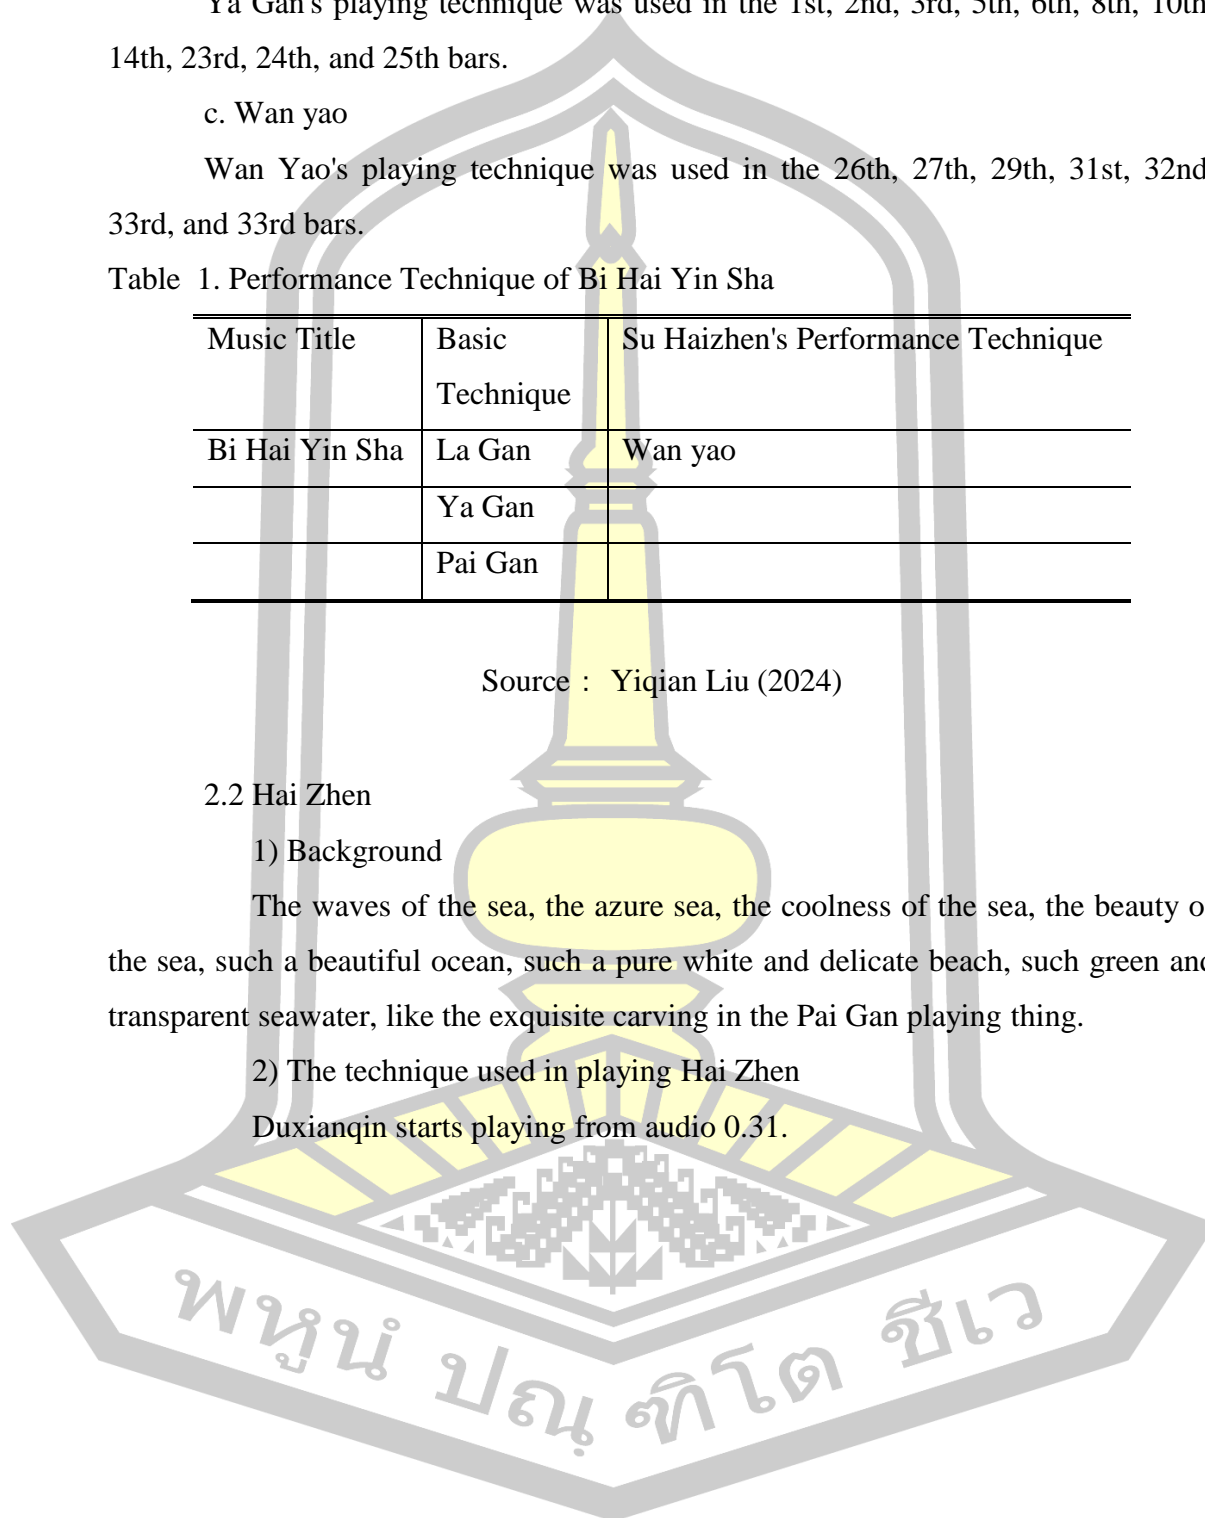 Ya Gan's playing technique was used in the 1st, 2nd, 3rd, 5th, 6th, 8th, 10th
14th, 23rd, 24th, and 25th bars.
c. Wan yao
Wan Yao's playing technique was used in the 26th, 27th, 29th, 31st, 32nd
33rd, and 33rd bars.
Table 1. Performance Technique of Bi Hai Yin Sha
Music Title Basic Technique Su Haizhen's Performance Technique
Bi Hai Yin Sha La Gan Wan yao
Ya Gan
Pai Gan
Source : Yiqian Liu (2024)
2.2 Hai Zhen
1) Background
The waves of the sea, the azure sea, the coolness of the sea, the beauty o
the sea, such a beautiful ocean, such a pure white and delicate beach, such green and
transparent seawater, like the exquisite carving in the Pai Gan playing thing.
2) The technique used in playing Hai Zhen
Duxianqin starts playing from audio 0.31.
พหูนํ ปณฺฑิโต ชีเว